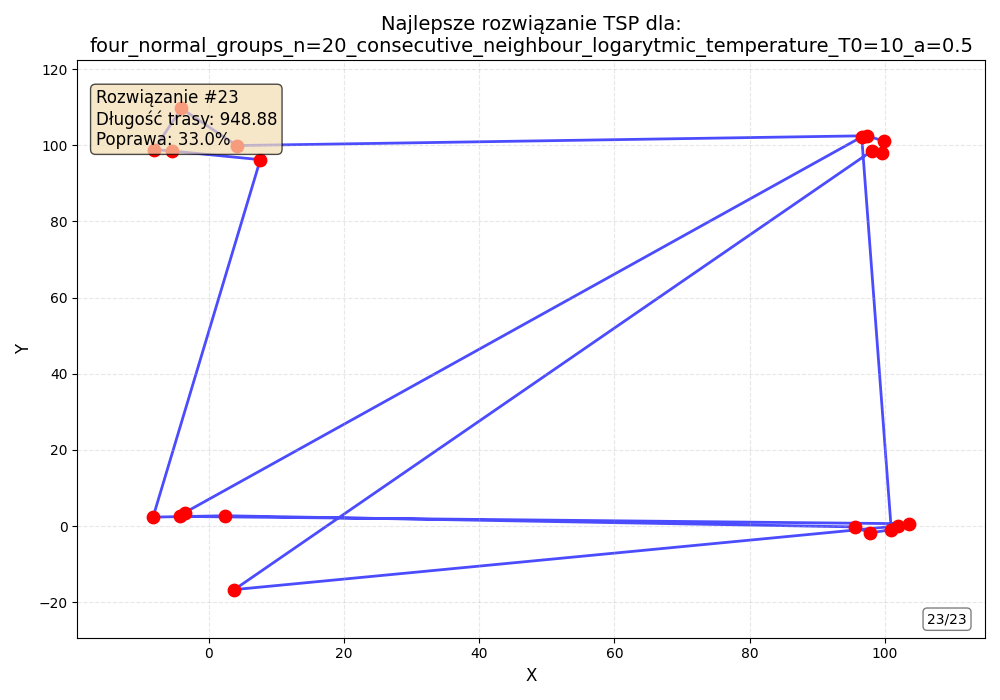 Najlepsze rozwiązanie TSP dla:
four_normal_groups_n=20_consecutive_neighbour_logarytmic_temperature_T0=10_a=0.5
Rozwiązanie #23
Długość trasy: 948.88
Poprawa: 33.0%
120
100
80
60
40
20
0
−20
Y
0 20 40 60 80 100
X
23/23